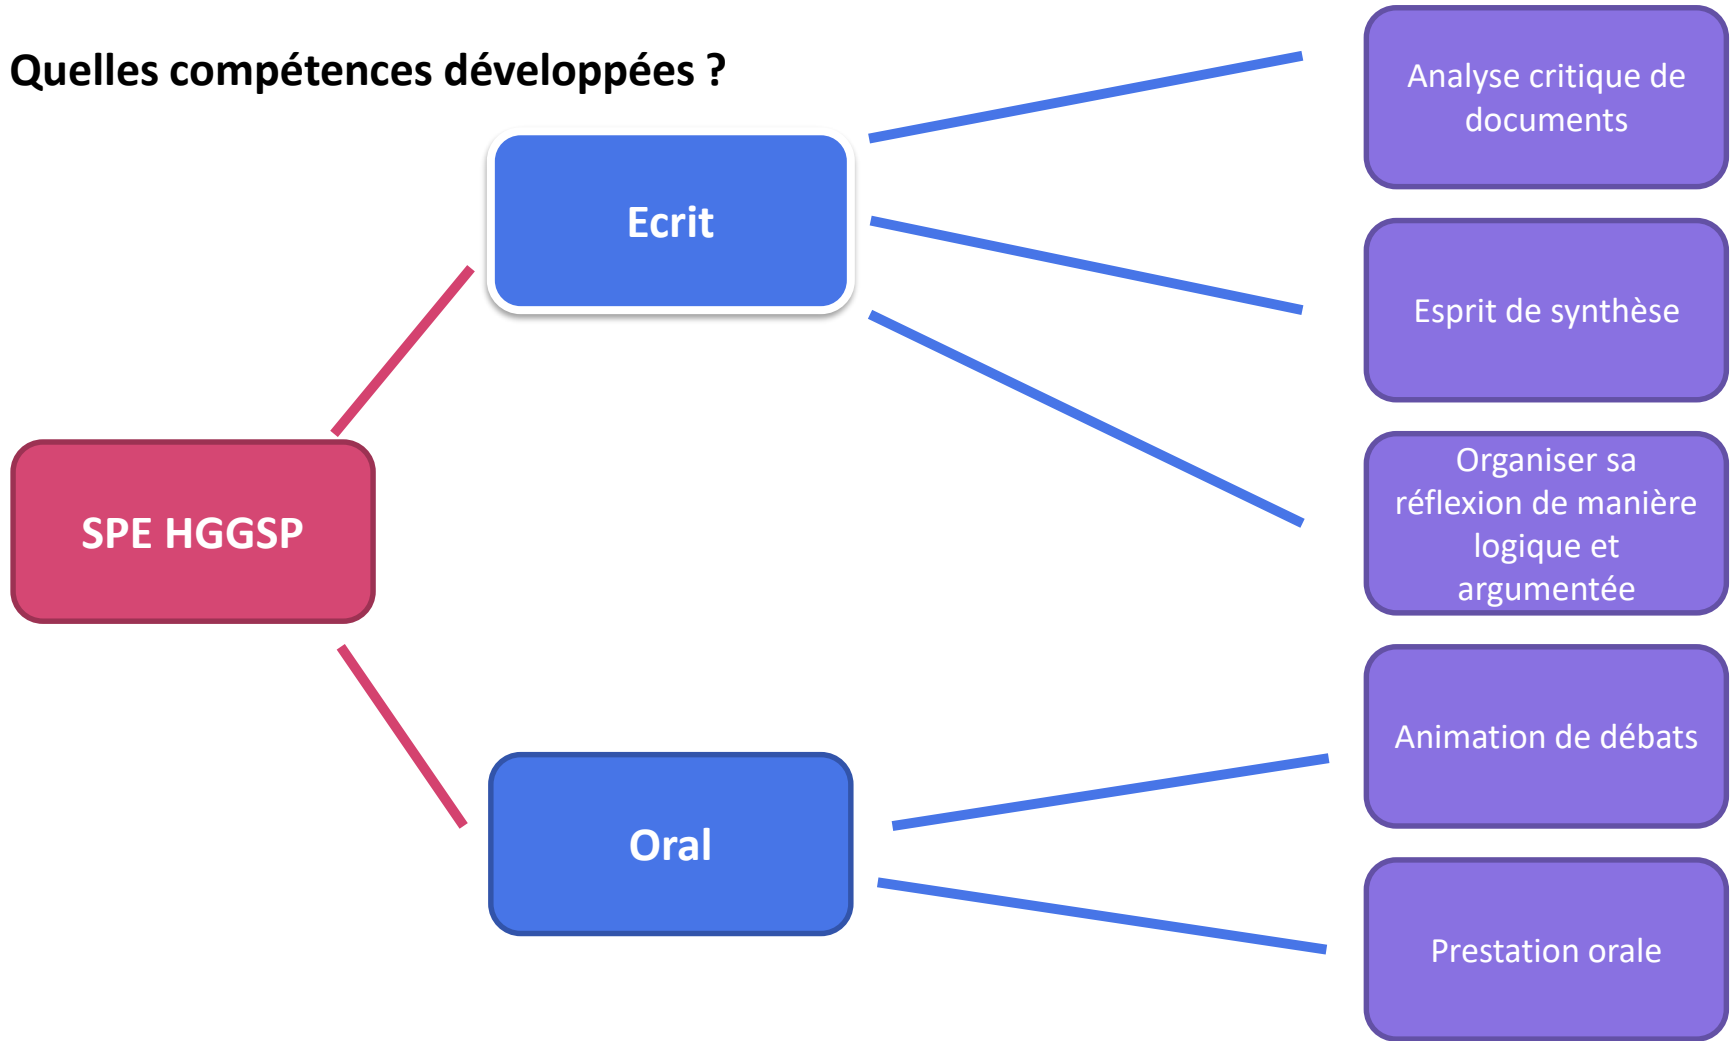 Quelles compétences développées ?
Ecrit
SPE HGGSP
Oral
Analyse critique de
documents
Esprit de synthèse
Organiser sa
réflexion de manière
logique et
argumentée
Animation de débats
Prestation orale